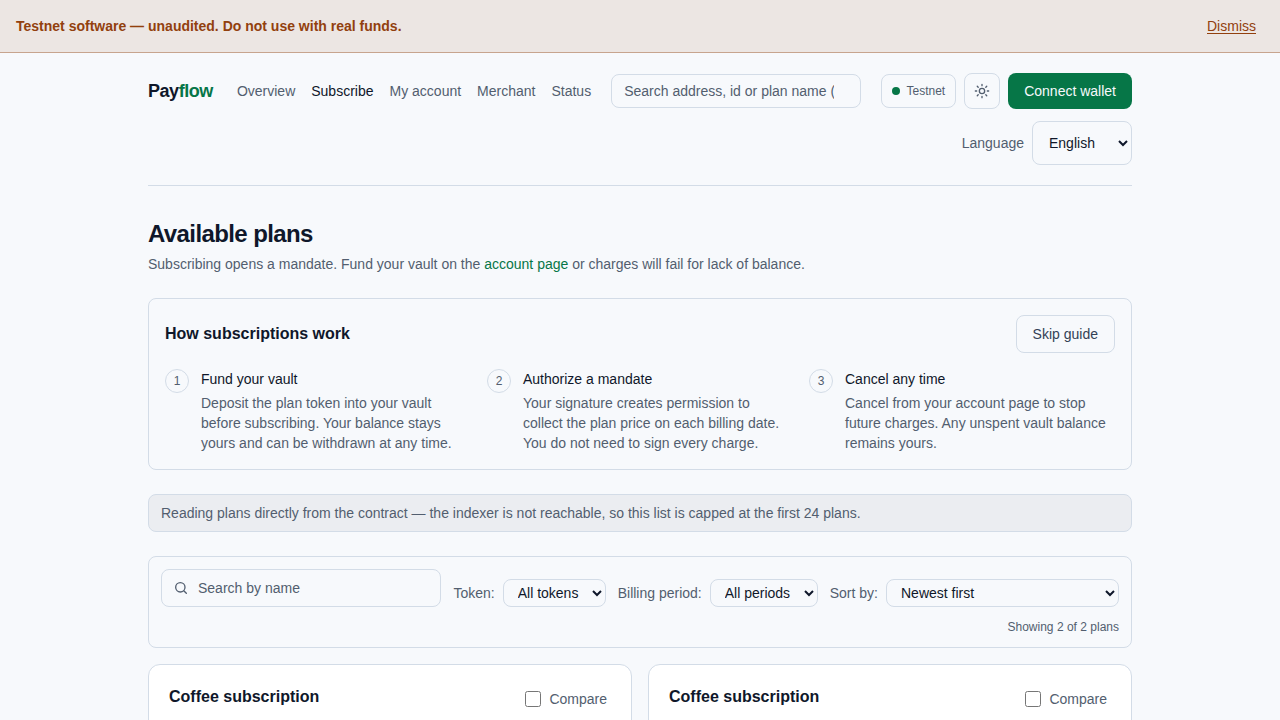 Testnet software — unaudited. Do not use with real funds.
Dismiss
Payflow
Overview
Subscribe
My account
Merchant
Status
Search address, id or plan name (
Testnet
Connect wallet
Language
English
Available plans
Subscribing opens a mandate. Fund your vault on the account page or charges will fail for lack of balance.
How subscriptions work
Skip guide
1
Fund your vault
Deposit the plan token into your vault
before subscribing. Your balance stays
yours and can be withdrawn at any time.
2
Authorize a mandate
Your signature creates permission to
collect the plan price on each billing date.
You do not need to sign every charge.
3
Cancel any time
Cancel from your account page to stop
future charges. Any unspent vault balance
remains yours.
Reading plans directly from the contract — the indexer is not reachable, so this list is capped at the first 24 plans.
Search by name
Token:
All tokens
Billing period:
All periods
Sort by:
Newest first
Showing 2 of 2 plans
Coffee subscription
Compare
Coffee subscription
Compare